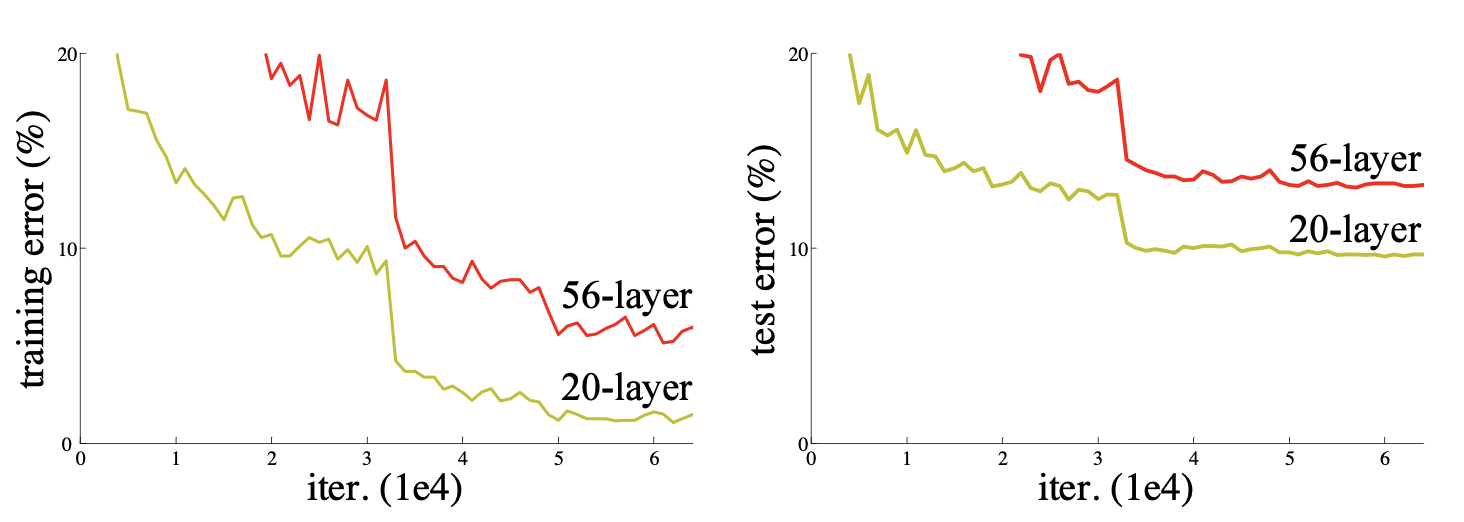 training error (%)
20
10
0
0 1 2 3 4 5 6
iter. (1e4)
56-layer
20-layer
test error (%)
20
10
0
0 1 2 3 4 5 6
iter. (1e4)
56-layer
20-layer